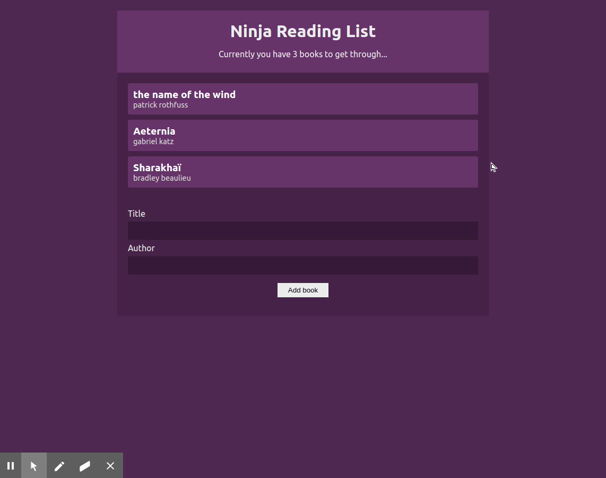 Ninja Reading List
Currently you have 3 books to get through...
the name of the wind
patrick rothfuss
Aeternia
gabriel katz
Sharakhaï
bradley beaulieu
Title
Author
Add book